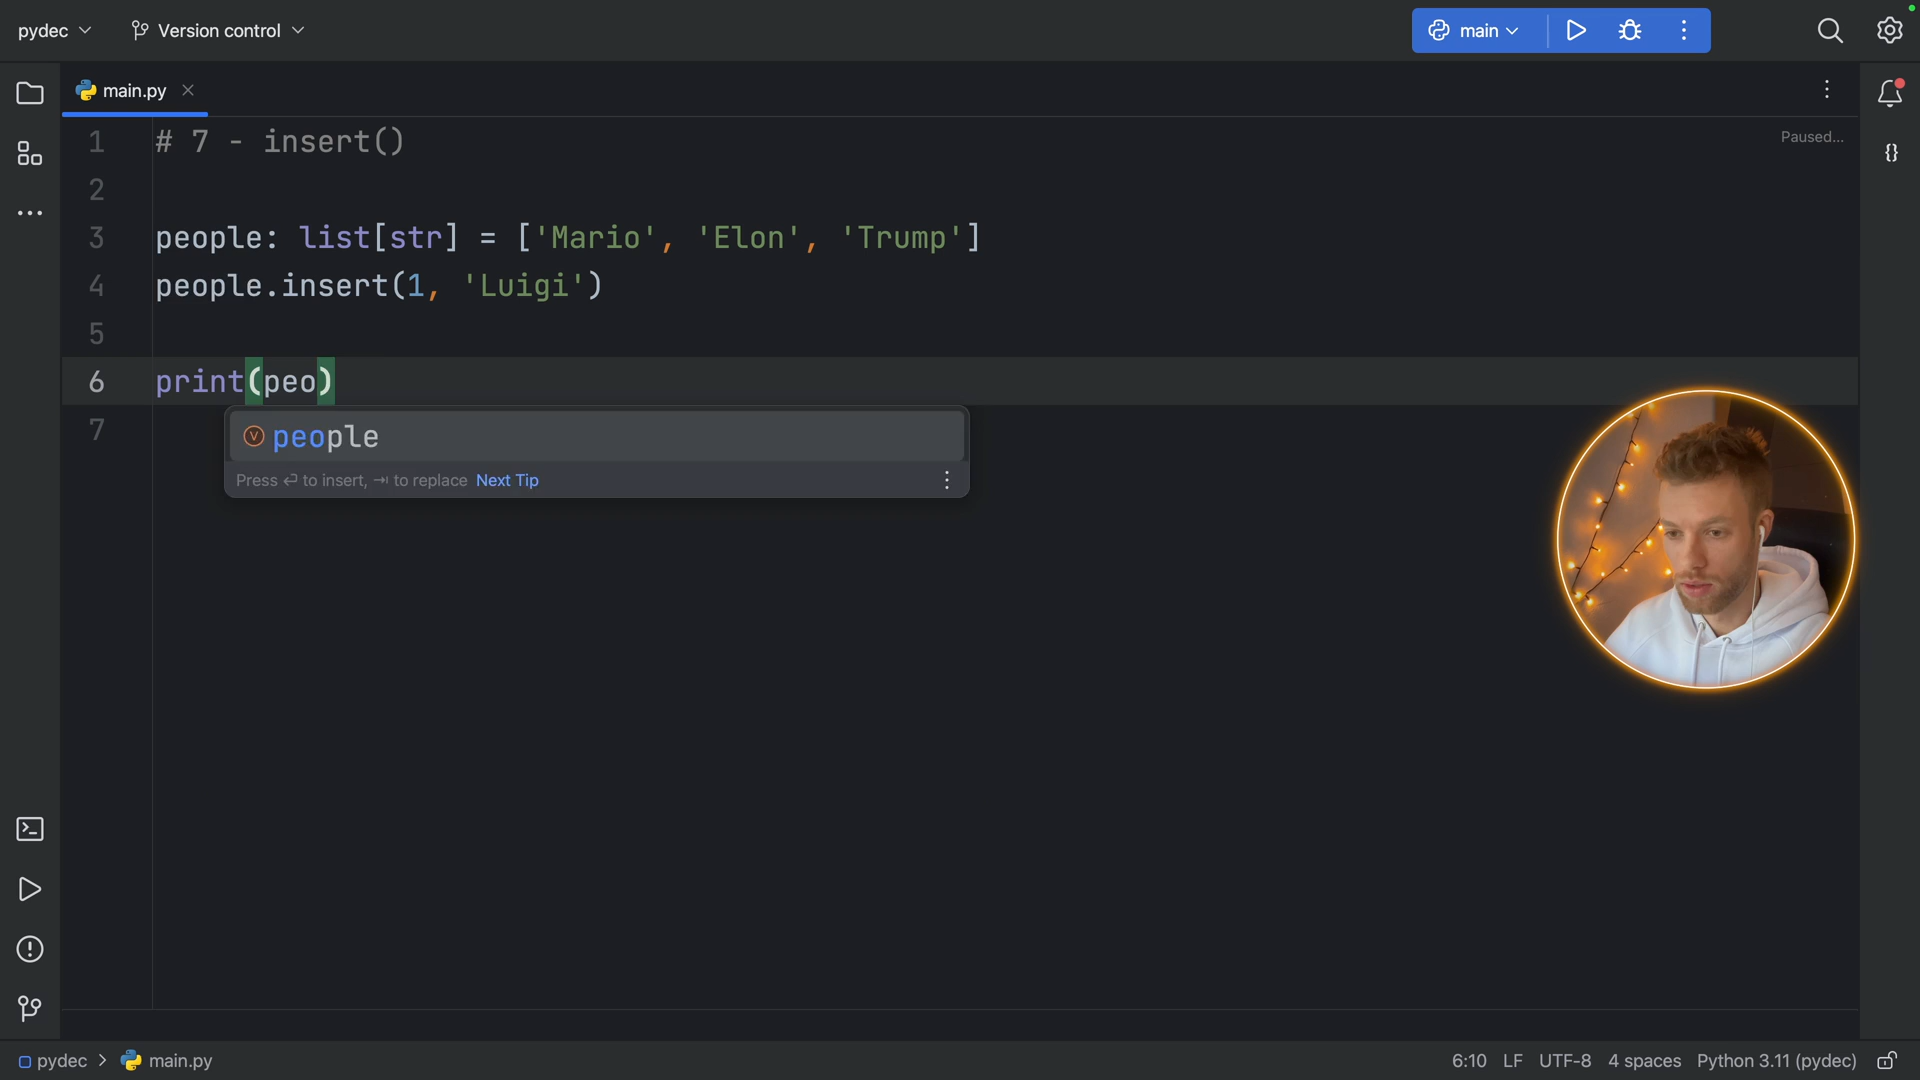 pydec Version control main
main.py
Paused...
1 # 7 - insert()
2
3 people: list[str] = ['Mario', 'Elon', 'Trump']
4 people.insert(1, 'Luigi')
5
6 print(peo)
7
people
Press ↵ to insert, ⇥ to replace Next Tip
pydec > main.py 6:10 LF UTF-8 4 spaces Python 3.11 (pydec)